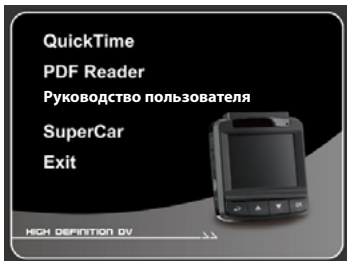 QuickTime
PDF Reader
Руководство пользователя
SuperCar
Exit
HIGH DEFINITION DV